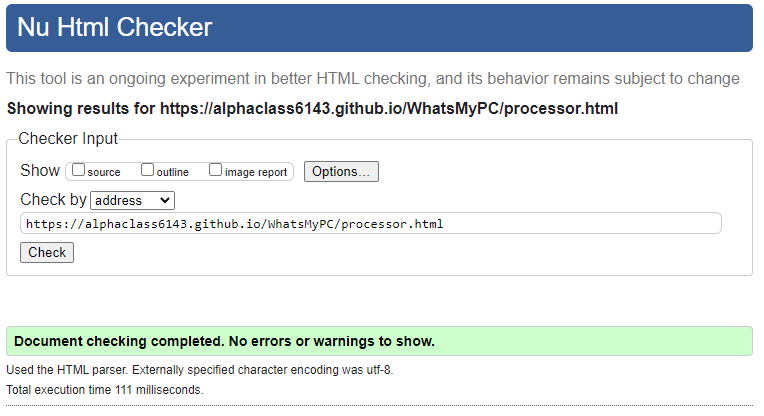 Nu Html Checker
This tool is an ongoing experiment in better HTML checking, and its behavior remains subject to change
Showing results for https://alphaclass6143.github.io/WhatsMyPC/processor.html
Checker Input
Show source outline image report Options...
Check by address
https://alphaclass6143.github.io/WhatsMyPC/processor.html
Check
Document checking completed. No errors or warnings to show.
Used the HTML parser. Externally specified character encoding was utf-8.
Total execution time 111 milliseconds.